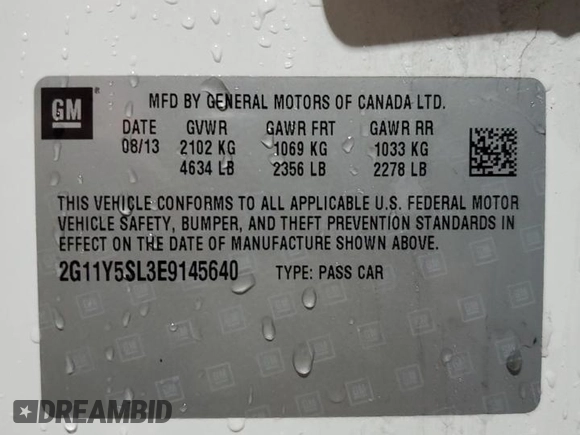 GM ®
MFD BY GENERAL MOTORS OF CANADA LTD.
DATE GVWR GAWR FRT GAWR RR
08/13 2102 KG 1069 KG 1033 KG
4634 LB 2356 LB 2278 LB
THIS VEHICLE CONFORMS TO ALL APPLICABLE U.S. FEDERAL MOTOR
VEHICLE SAFETY, BUMPER, AND THEFT PREVENTION STANDARDS IN
EFFECT ON THE DATE OF MANUFACTURE SHOWN ABOVE.
2G11Y5SL3E9145640 TYPE: PASS CAR
DREAMBID